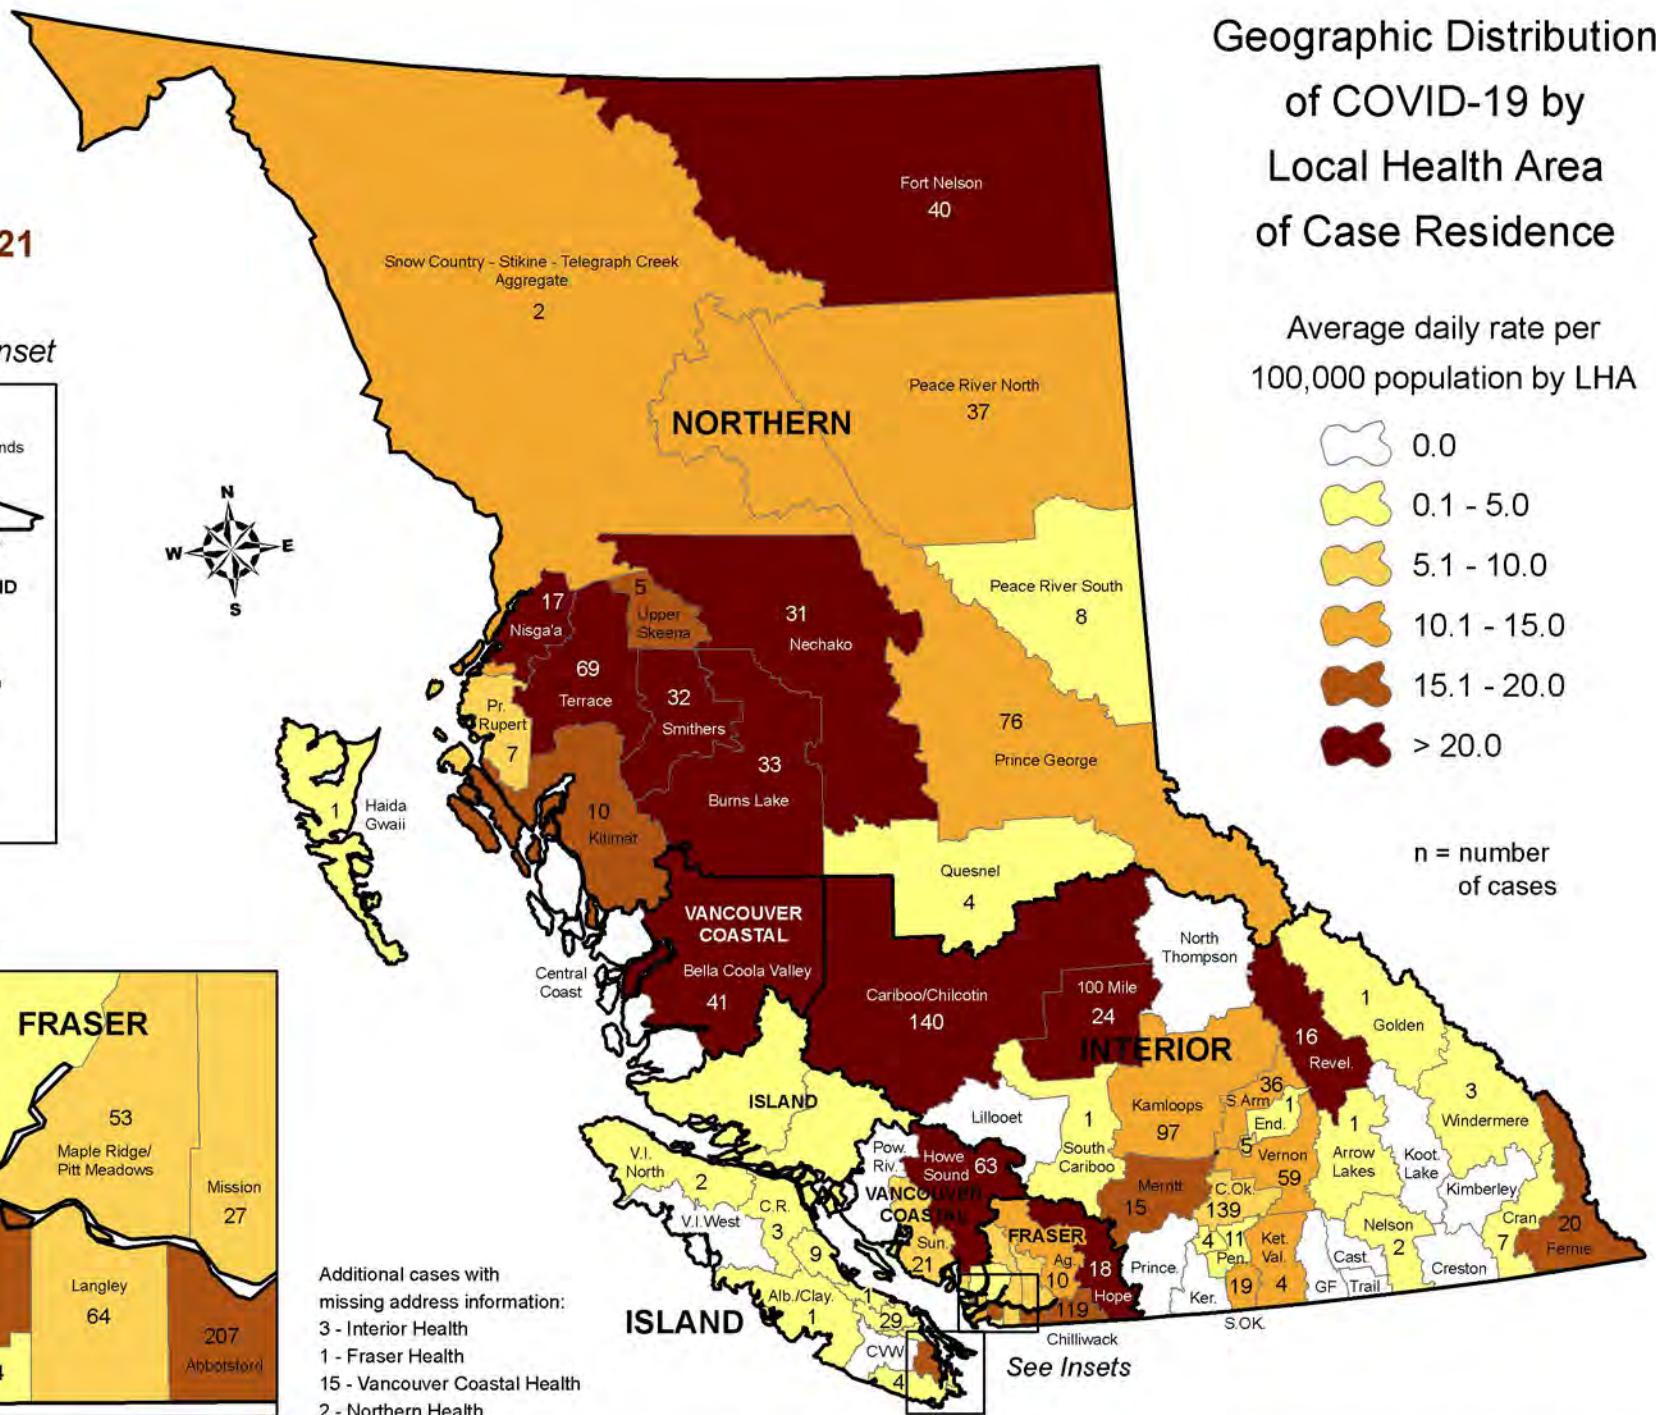 Geographic Distribution
of COVID-19 by
Local Health Area
of Case Residence
Average daily rate per
100,000 population by LHA
0.0
0.1 - 5.0
5.1 - 10.0
10.1 - 15.0
15.1 - 20.0
> 20.0
n = number
of cases
21
nset
nds
ID
N
W
E
S
Fort Nelson
40
Snow Country - Stikine - Telegraph Creek
Aggregate
2
Peace River North
37
NORTHERN
Peace River South
8
17
Nisga'a
5
Upper
Skeena
31
Nechako
69
Terrace
32
Smithers
Pr.
Rupert
7
76
Prince George
33
Burns Lake
1
Haida
Gwaii
10
Kitimat
Quesnel
4
VANCOUVER
COASTAL
Bella Coola Valley
41
Central
Coast
Cariboo/Chilcotin
140
100 Mile
24
North
Thompson
INTERIOR
16
Revel.
1
Golden
3
Windermere
ISLAND
Lillooet
1
South
Cariboo
Kamloops
97
36
S.Arm
1
End.
5
Vernon
59
1
Arrow
Lakes
Koot.
Lake
Kimberley
V.I.
North
2
Pow.
Riv.
Howe
Sound
63
VANCOUVER
COASTAL
Merritt
15
C.Ok.
139
V.I.West
C.R.
3
9
Sun.
21
FRASER
Ag.
10
18
Hope
119
Chilliwack
Prince.
4
11
Pen.
Ket.
Val.
4
19
S.OK.
Ker.
GF
Cast.
Trail
Nelson
2
Creston
Cran.
7
20
Fernie
Alb./Clay.
1
1
29
CVW
4
ISLAND
See Insets
FRASER
53
Maple Ridge/
Pitt Meadows
Mission
27
Langley
64
207
Abbotsford
4
Additional cases with
missing address information:
3 - Interior Health
1 - Fraser Health
15 - Vancouver Coastal Health
2 - Northern Health